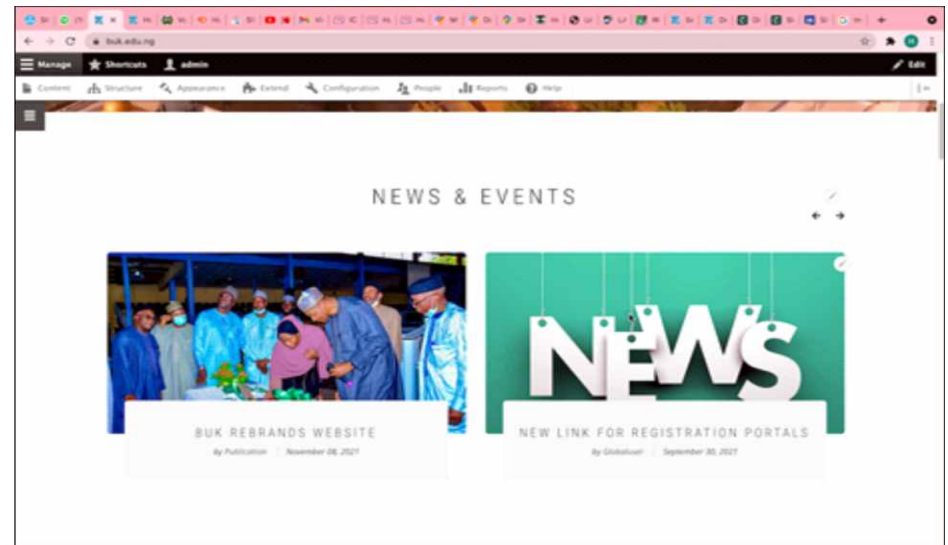 buk.edu.ng
Manage Shortcuts admin Edit
Content Structure Appearance Extend Configuration People Reports Help
NEWS & EVENTS
NEWS
BUK REBRANDS WEBSITE
by Publication November 08, 2021
NEW LINK FOR REGISTRATION PORTALS
by Globaluser September 30, 2021